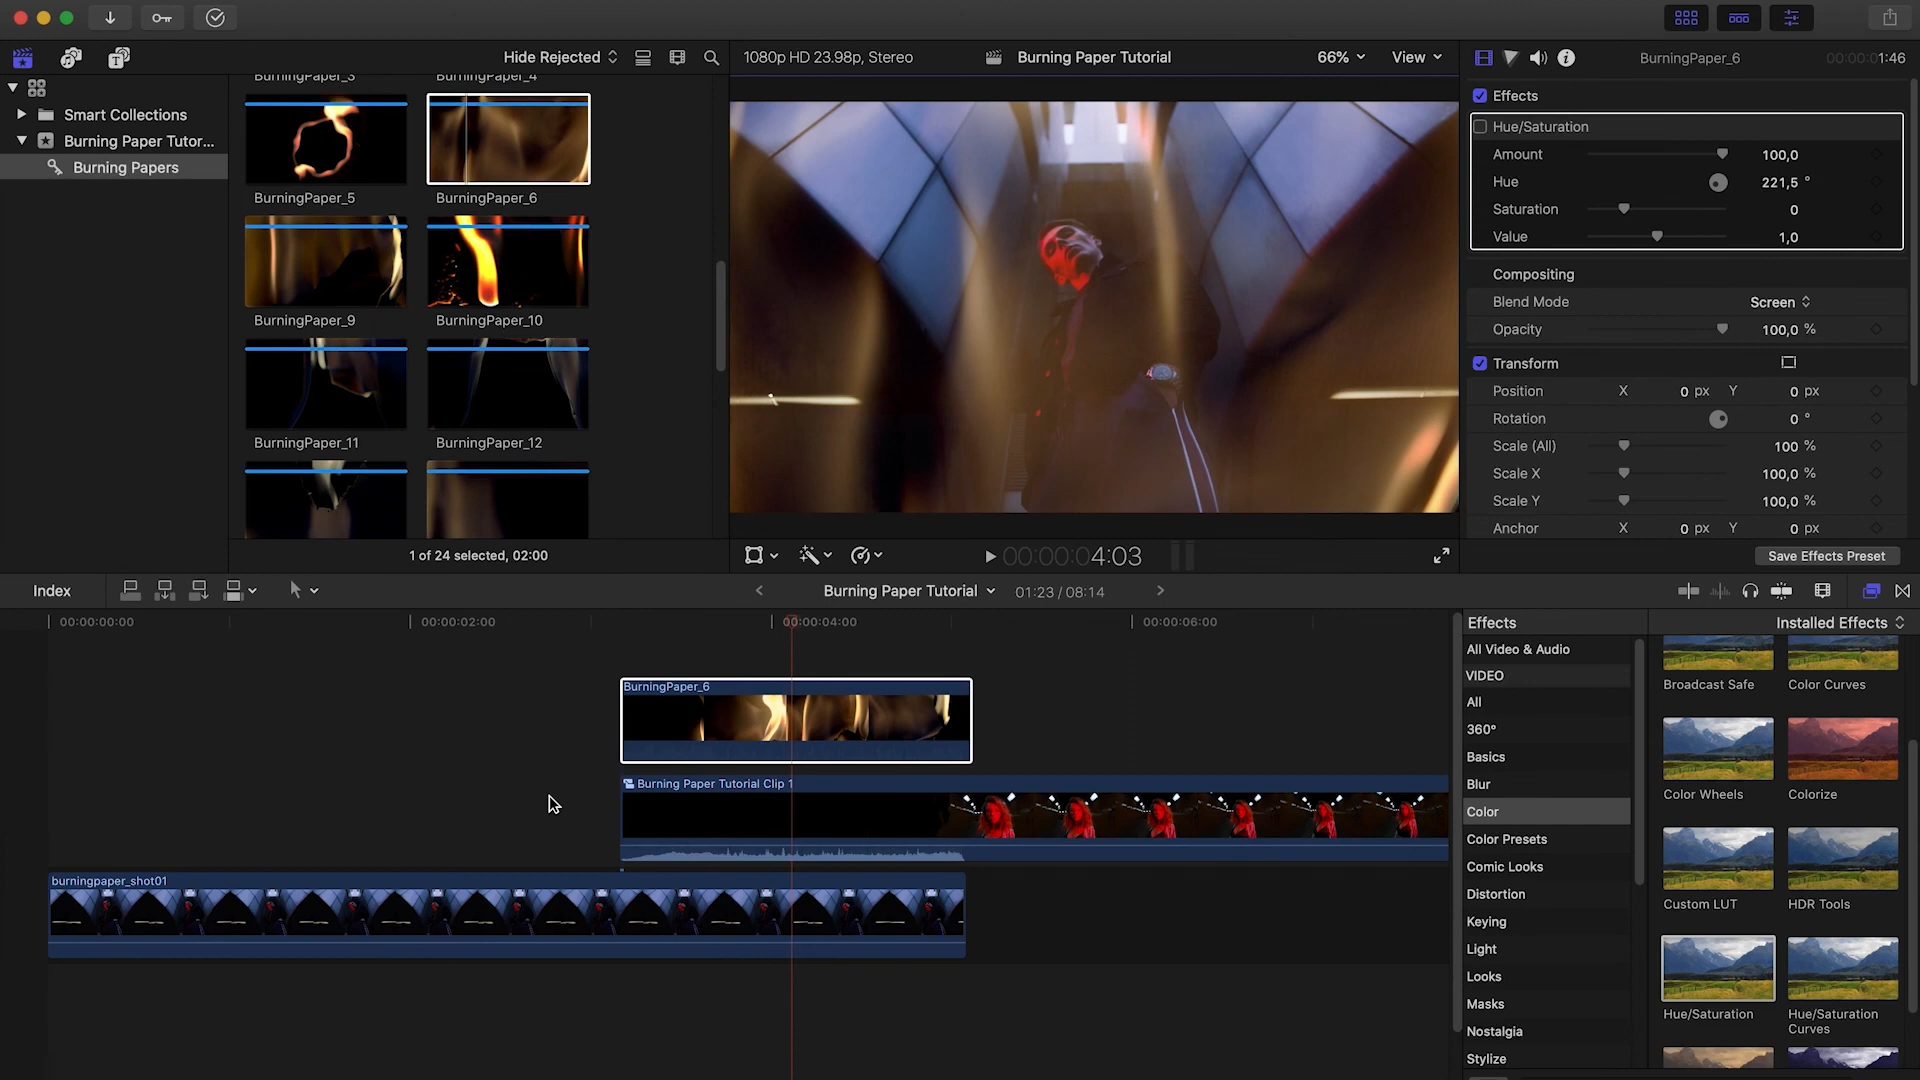 Hide Rejected
1080p HD 23.98p, Stereo
Burning Paper Tutorial
66%
View
BurningPaper_6
00:00:01:46
Smart Collections
Burning Paper Tutor...
Burning Papers
BurningPaper_3
BurningPaper_4
BurningPaper_5
BurningPaper_6
BurningPaper_9
BurningPaper_10
BurningPaper_11
BurningPaper_12
1 of 24 selected, 02:00
00:00:04:03
Effects
Hue/Saturation
Amount 100,0
Hue 221,5 °
Saturation 0
Value 1,0
Compositing
Blend Mode Screen
Opacity 100,0 %
Transform
Position X 0 px Y 0 px
Rotation 0 °
Scale (All) 100 %
Scale X 100,0 %
Scale Y 100,0 %
Anchor X 0 px Y 0 px
Save Effects Preset
Index
Burning Paper Tutorial
01:23 / 08:14
00:00:00:00
00:00:02:00
00:00:04:00
00:00:06:00
BurningPaper_6
Burning Paper Tutorial Clip 1
burningpaper_shot01
Effects
Installed Effects
All Video & Audio
VIDEO
All
360°
Basics
Blur
Color
Color Presets
Comic Looks
Distortion
Keying
Light
Looks
Masks
Nostalgia
Stylize
Broadcast Safe
Color Curves
Color Wheels
Colorize
Custom LUT
HDR Tools
Hue/Saturation
Hue/Saturation
Curves